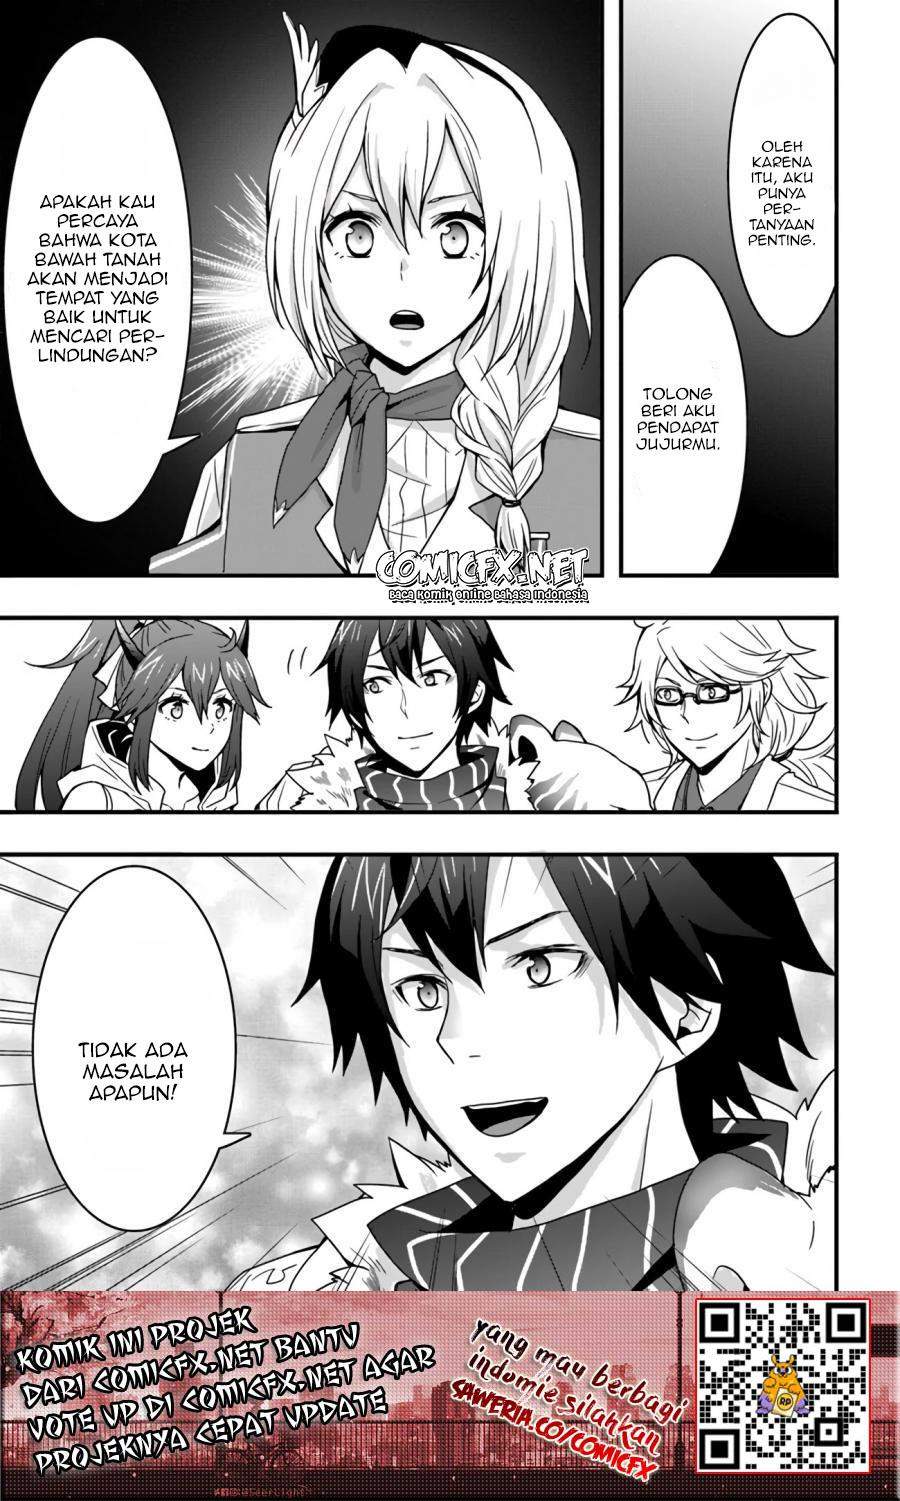 OLEH
KARENA
ITU, AKU
PUNYA
PER-
TANYAAN
PENTING.
TOLONG
BERI AKU
PENDAPAT
JUJURMU.
APAKAH KAU
PERCAYA
BAHWA KOTA
BAWAH TANAH
AKAN MENJADI
TEMPAT YANG
BAIK UNTUK
MENCARI PER-
LINDUNGAN?
COMICFX.NET
Baca Komik Online Bahasa Indonesia
TIDAK ADA
MASALAH
APAPUN!
KOMIK INI PROJEK
DARI COMICFX.NET BANTU
VOTE UP DI COMICFX.NET AGAR
PROJEKNYA CEPAT UPDATE
yang mau berbagi
indomie silahkan
SAWERIA.CO/COMICFX
RP